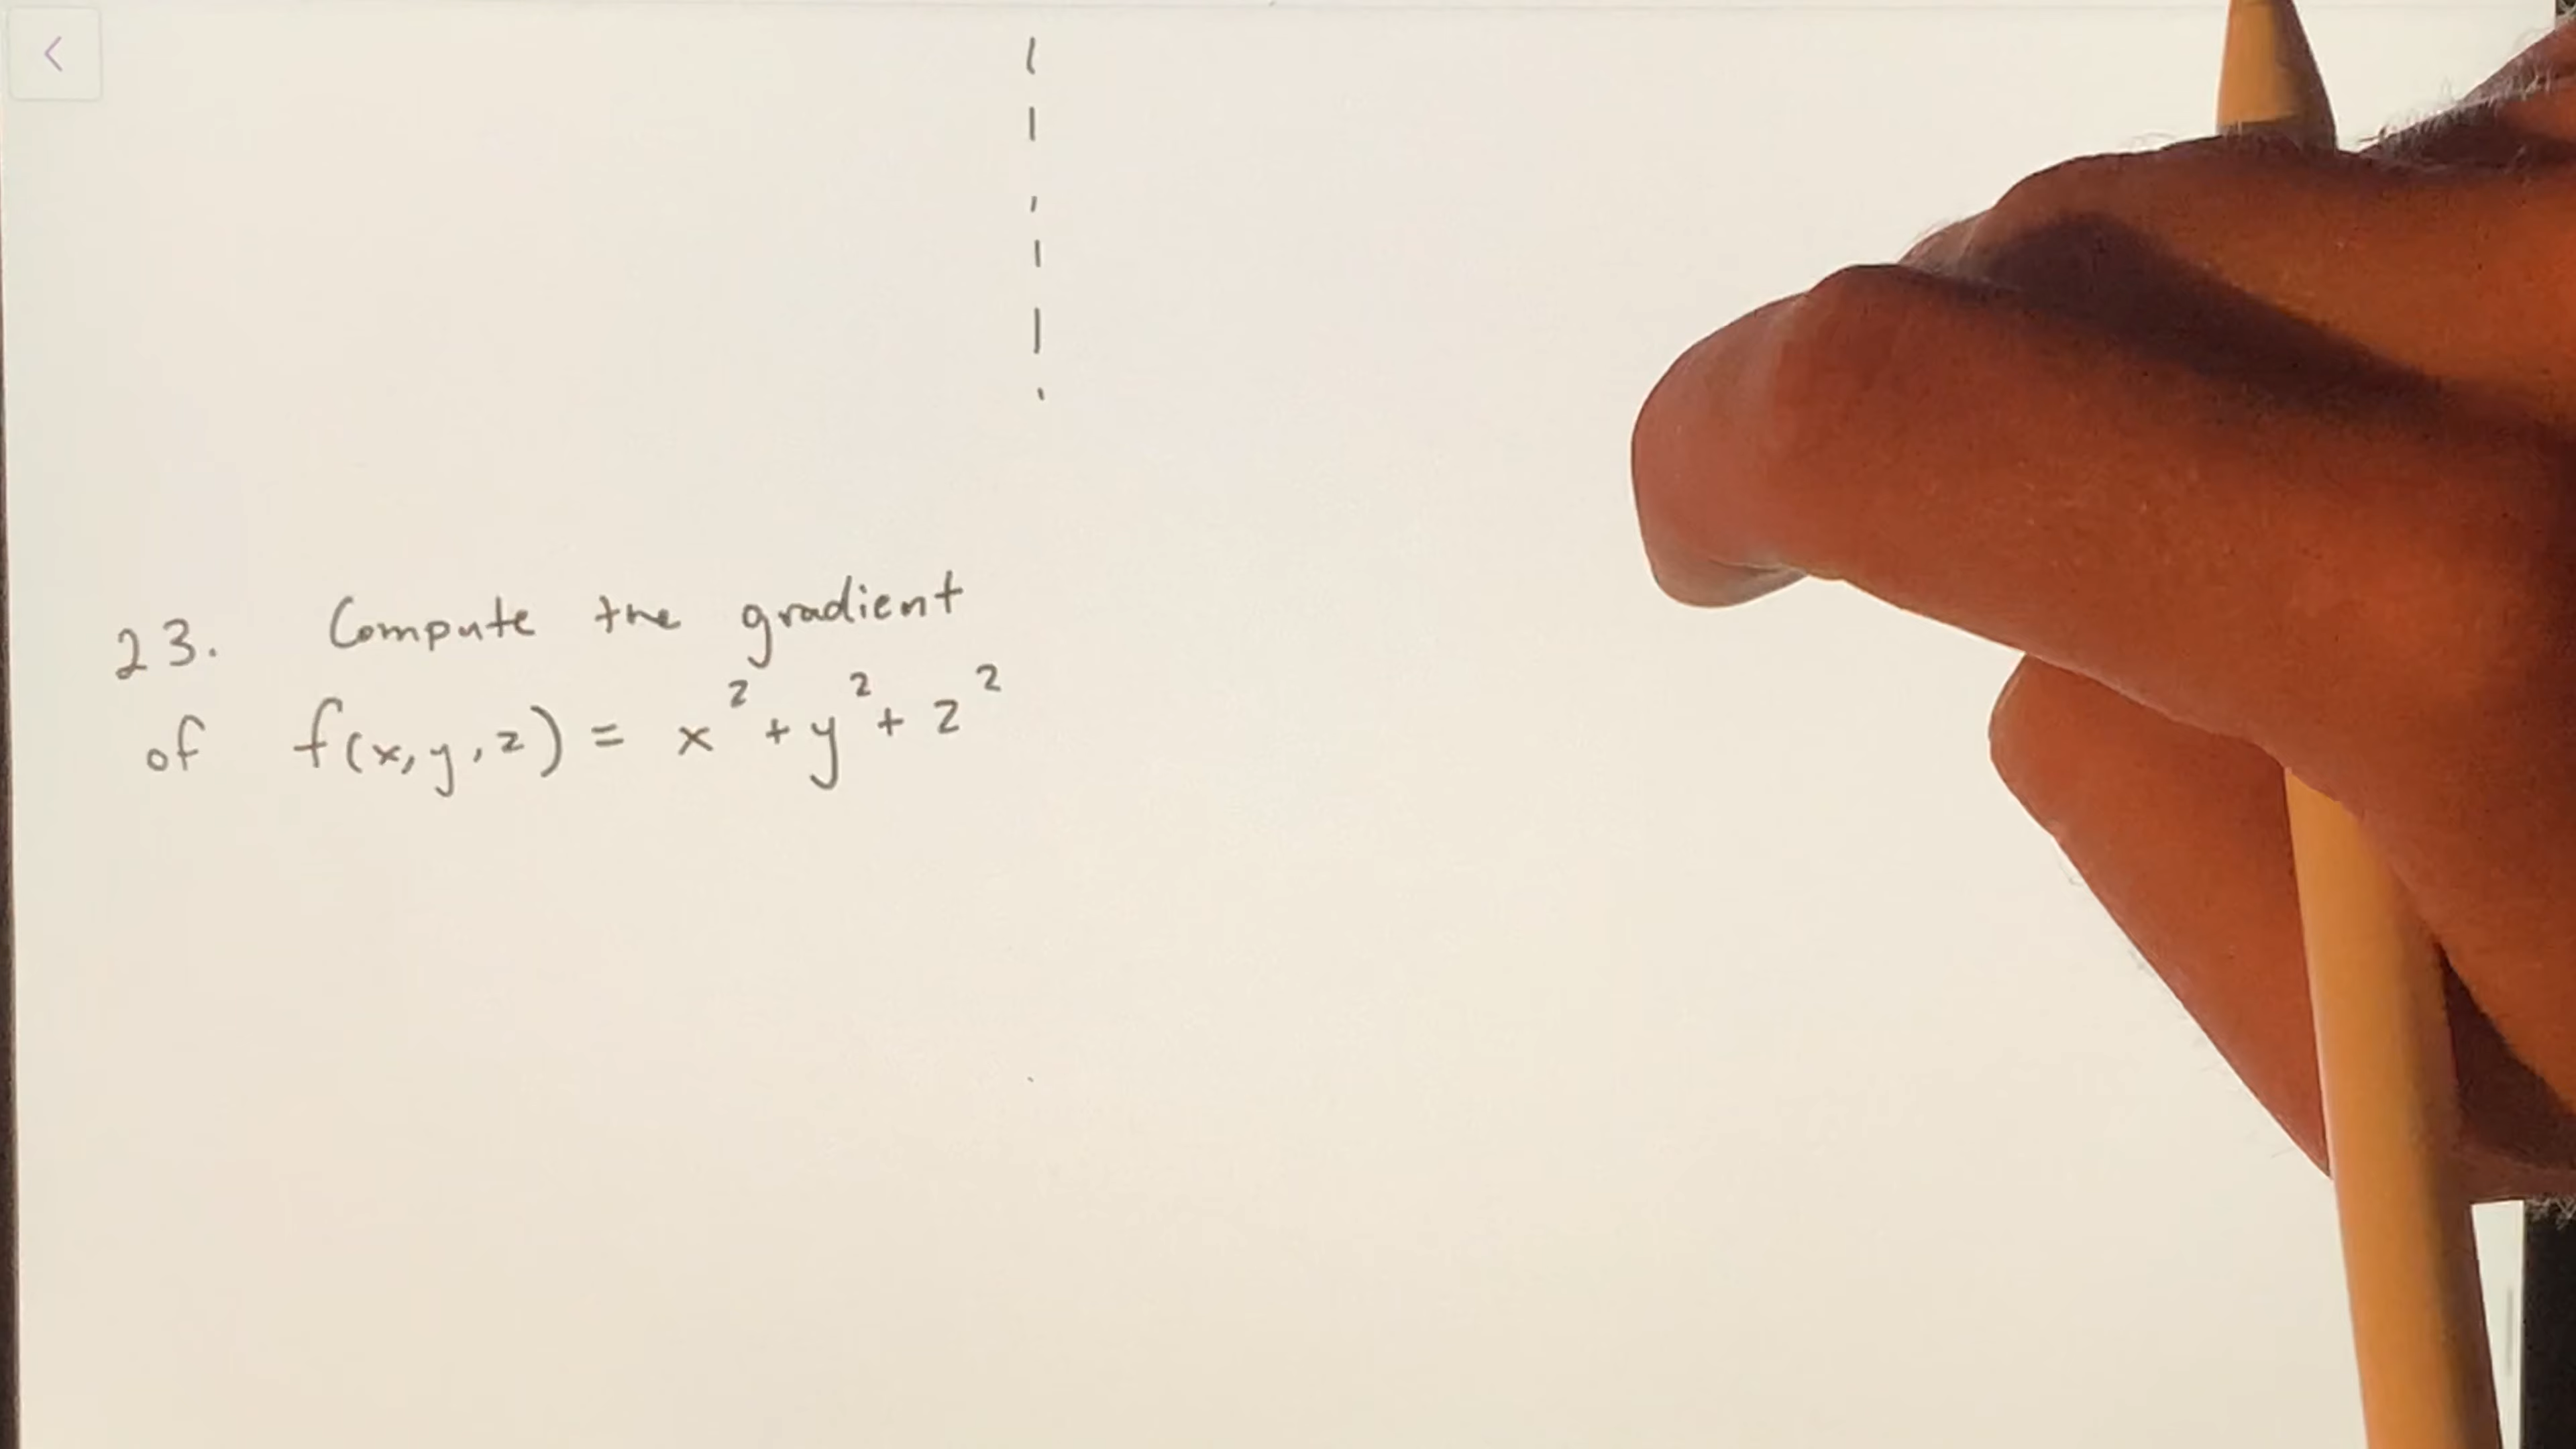 23. Compute the gradient
of f(x,y,z) = x² + y² + z²